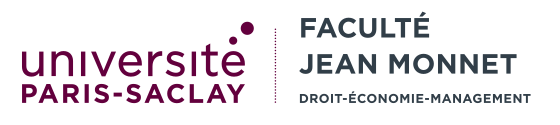 université
PARIS-SACLAY
FACULTÉ
JEAN MONNET
DROIT-ÉCONOMIE-MANAGEMENT